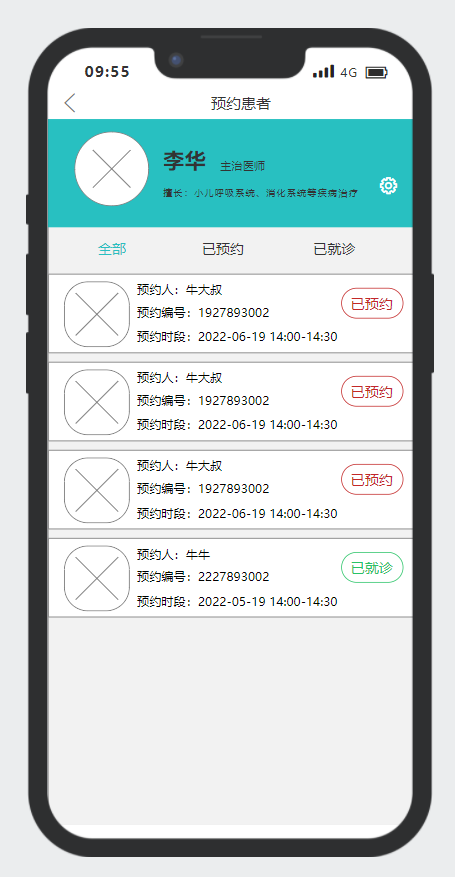 09:55 4G
预约患者
李华 主治医师
擅长：小儿呼吸系统、消化系统等疾病治疗
全部 已预约 已就诊
预约人：牛大叔
已预约
预约编号：1927893002
预约时段：2022-06-19 14:00-14:30
预约人：牛大叔
已预约
预约编号：1927893002
预约时段：2022-06-19 14:00-14:30
预约人：牛大叔
已预约
预约编号：1927893002
预约时段：2022-06-19 14:00-14:30
预约人：牛牛
已就诊
预约编号：2227893002
预约时段：2022-05-19 14:00-14:30